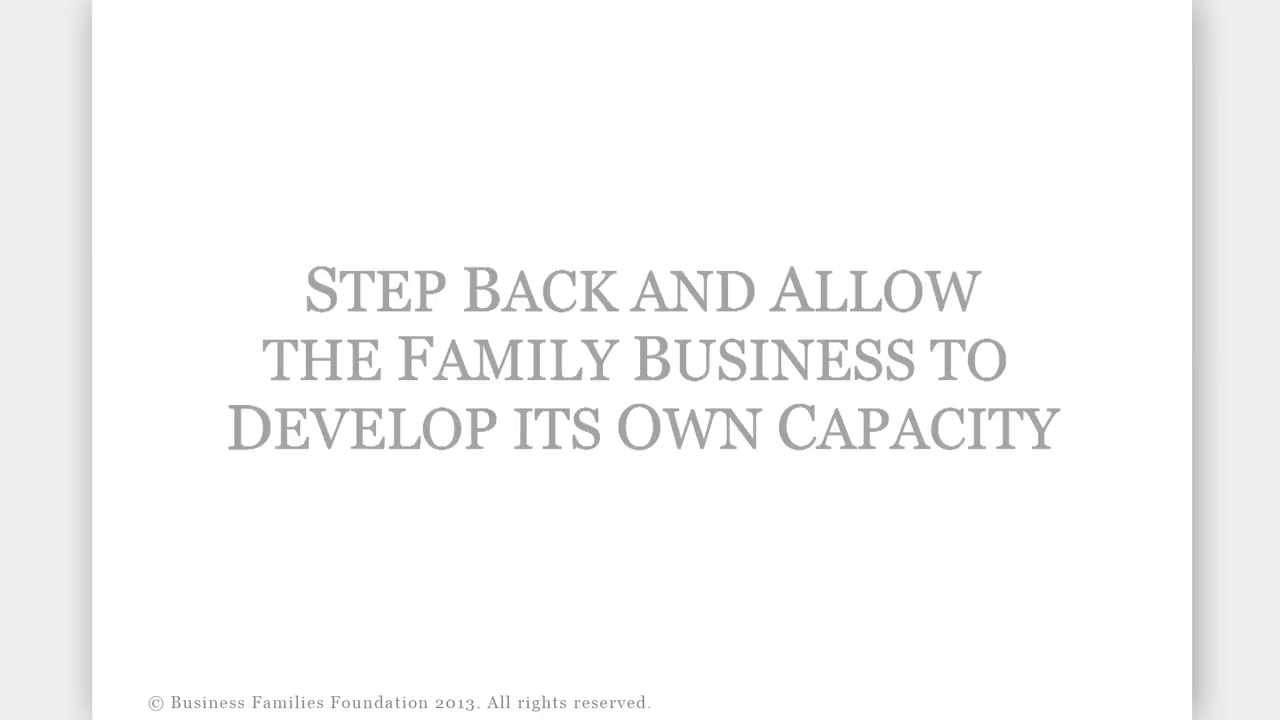 Step Back and Allow
the Family Business to
Develop its Own Capacity
© Business Families Foundation 2013. All rights reserved.